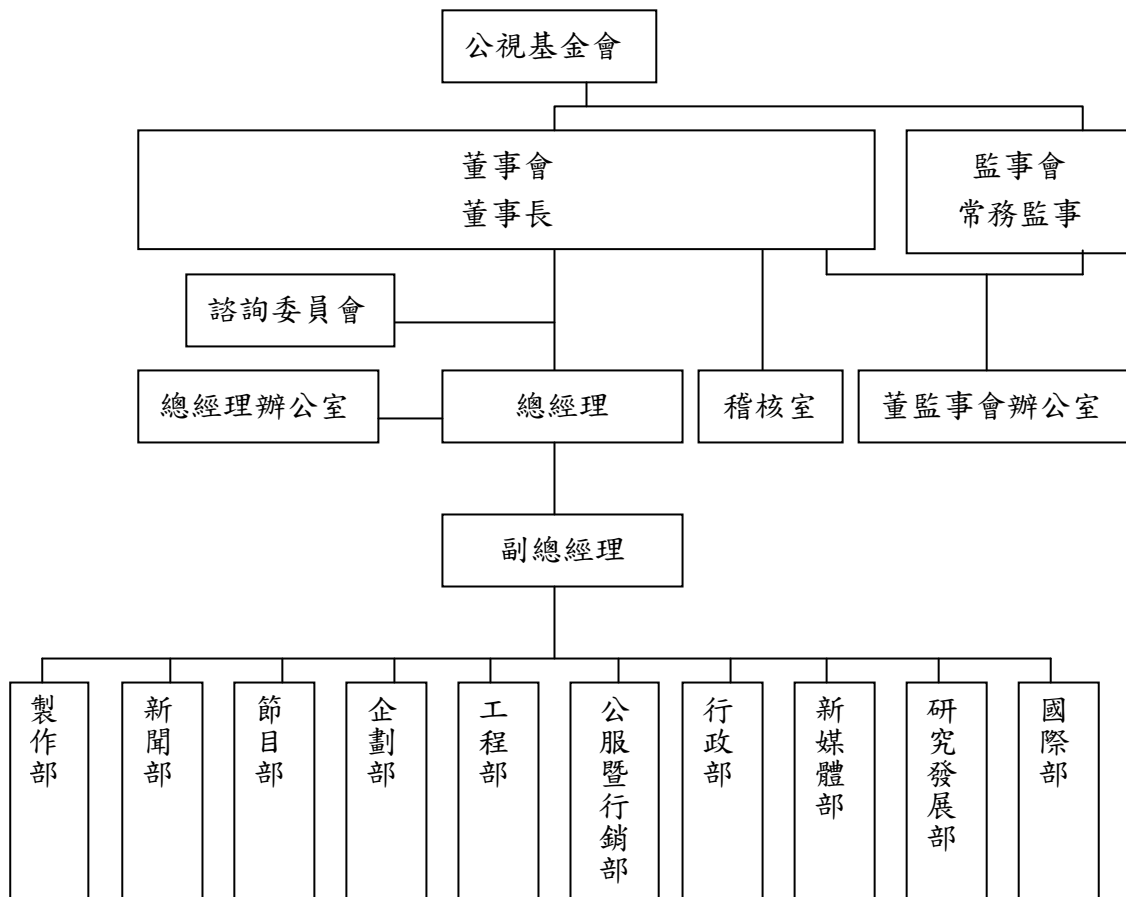 公視基金會
董事會
董事長
監事會
常務監事
諮詢委員會
總經理辦公室
總經理
稽核室
董監事會辦公室
副總經理
製作部
新聞部
節目部
企劃部
工程部
公服暨行銷部
行政部
新媒體部
研究發展部
國際部